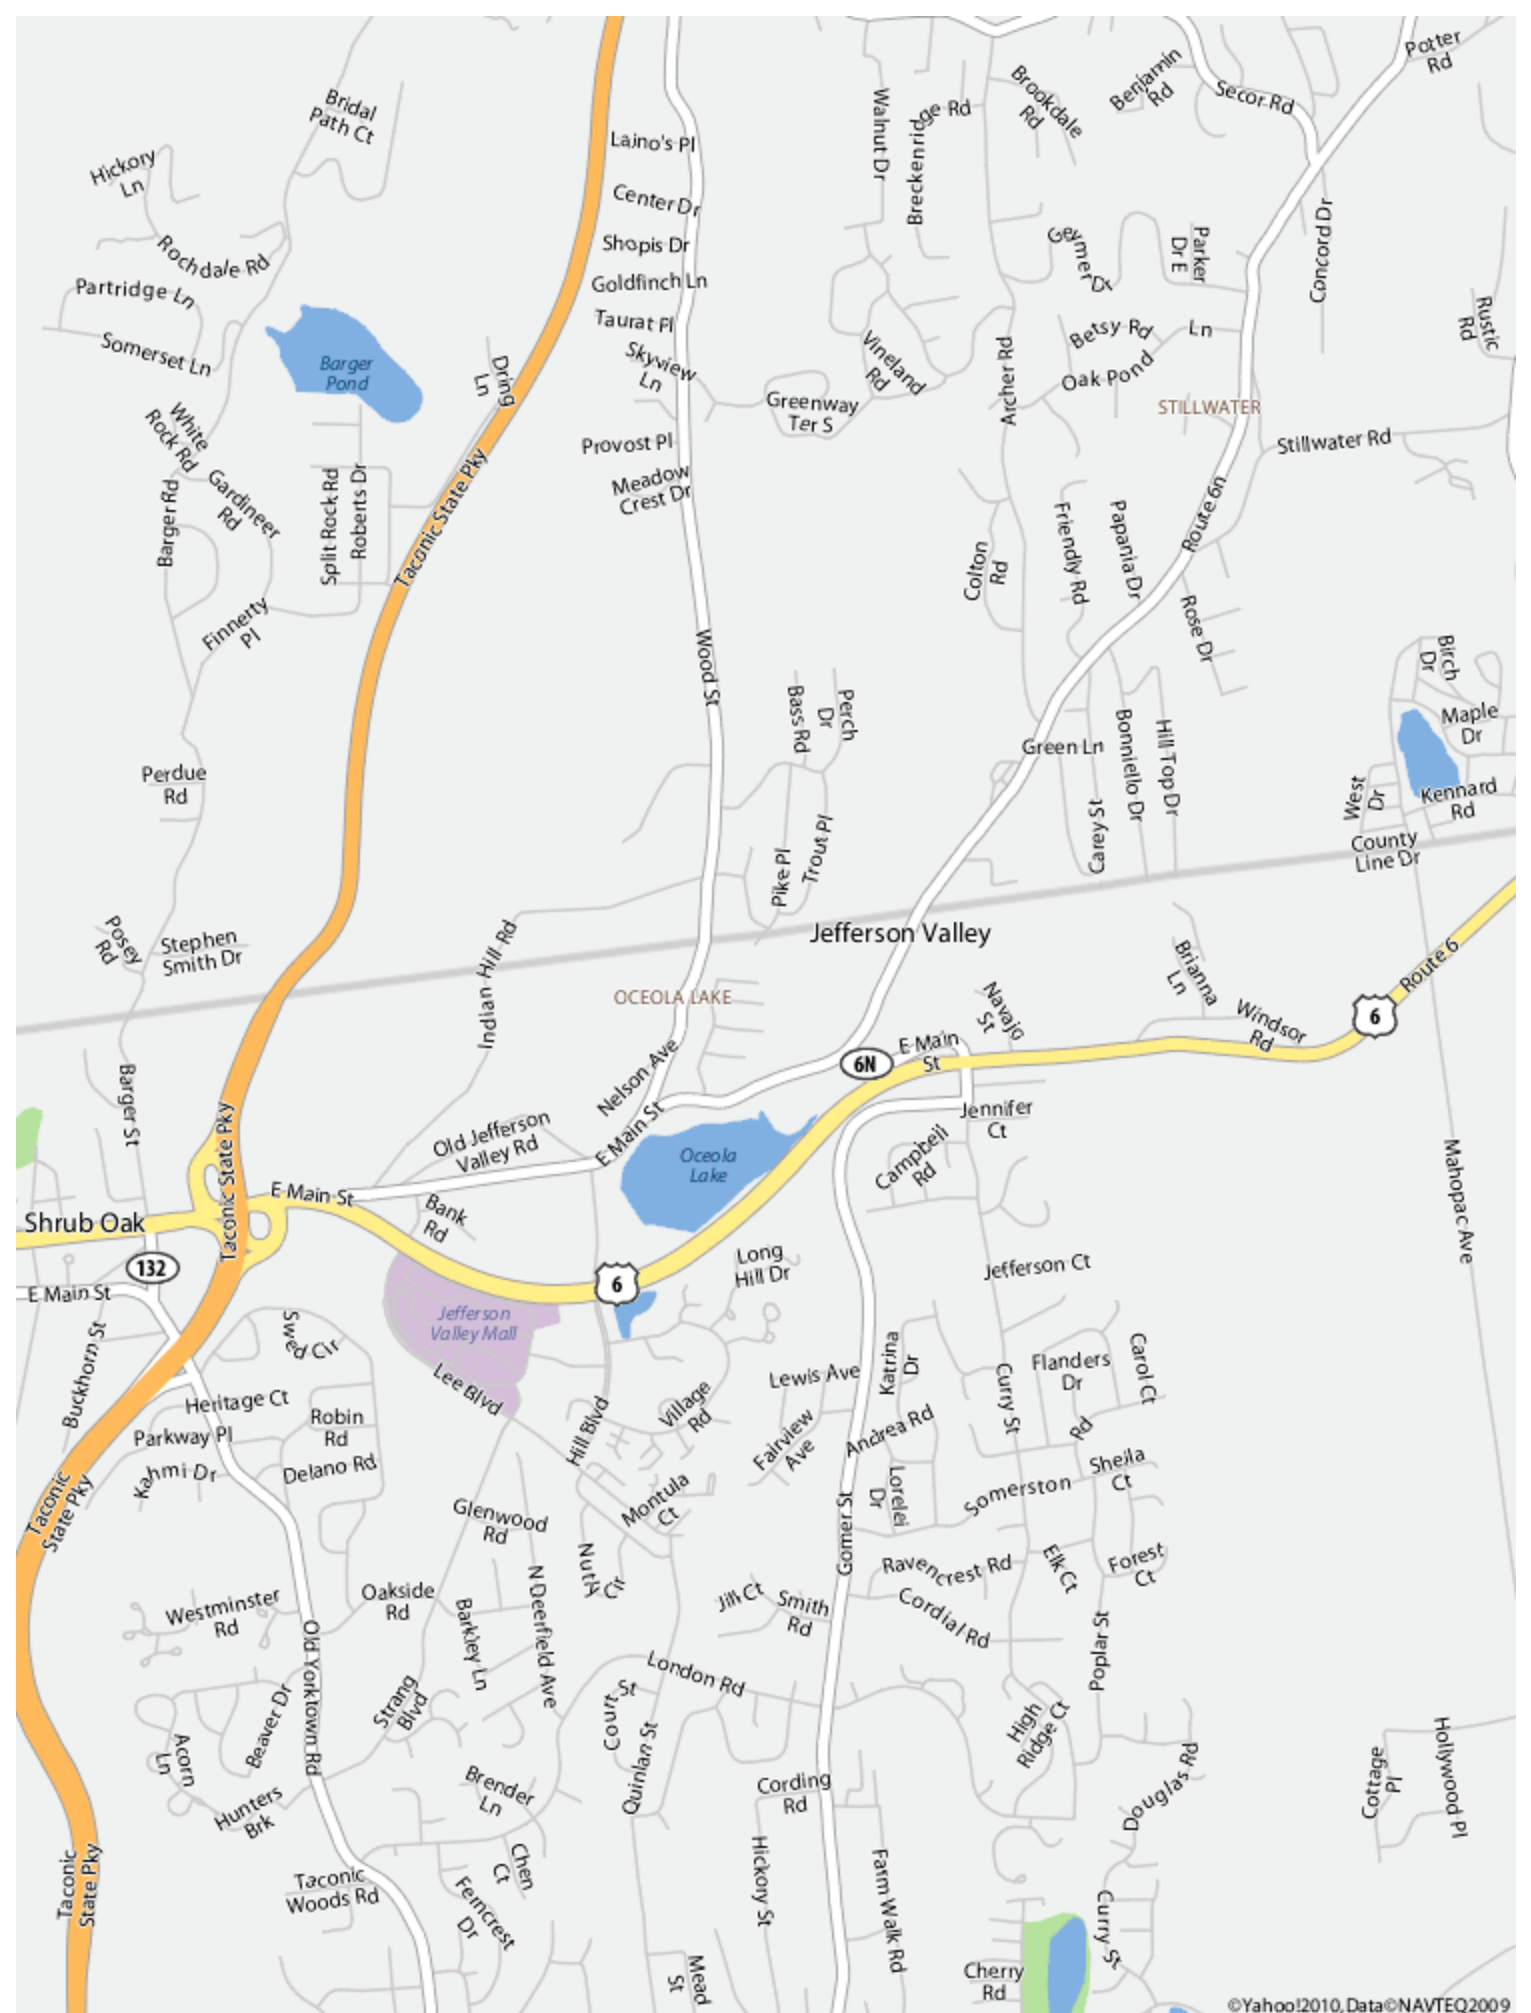 Potter
Rd
Bridal
Path Ct
Walnut Dr
Breckenridge Rd
Brookdale
Rd
Benjamin
Rd
Secor Rd
Laino's Pl
Hickory
Ln
Center Dr
Concord Dr
Shopis Dr
Geymer Dr
Parker
Dr E
Rochdale Rd
Goldfinch Ln
Partridge Ln
Taurat Pl
Rustic
Rd
Betsy Rd
Ln
Somerset Ln
Barger
Pond
Skyview
Ln
Dring
Ln
Vineland
Rd
Archer Rd
Oak Pond
Greenway
Ter S
STILLWATER
White
Rock Rd
Provost Pl
Stillwater Rd
Meadow
Crest Dr
Gardineer
Rd
Barger Rd
Split Rock Rd
Roberts Dr
Taconic State Pky
Colton
Rd
Friendly Rd
Papania Dr
Route 6n
Finnerty
Pl
Rose Dr
Wood St
Birch
Dr
Bass Rd
Perch
Dr
Maple
Dr
Green Ln
Bonniello Dr
Hill Top Dr
Perdue
Rd
West
Dr
Kennard
Rd
Carray St
County
Line Dr
Pike Pl
Trout Pl
Posey
Rd
Stephen
Smith Dr
Indian Hill Rd
Jefferson Valley
Brianna
Ln
Route 6
OCEOLA LAKE
Navajo
St
Windsor
Rd
6
E Main
St
6N
Nelson Ave
Barger St
Jennifer
Ct
Old Jefferson
Valley Rd
E Main St
Oceola
Lake
Campbell
Rd
Mahopac Ave
Taconic State Pky
E Main St
Shrub Oak
Bank
Rd
132
Long
Hill Dr
Jefferson Ct
6
E Main St
Jefferson
Valley Mall
Swed Cir
Buckhorn St
Lee Blvd
Lewis Ave
Katrina
Dr
Flanders
Dr
Carol Ct
Curry St
Heritage Ct
Robin
Rd
Hill Blvd
Village
Rd
Fairview
Ave
Andrea Rd
Rd
Parkway Pl
Kahmi Dr
Delano Rd
Sheila
Ct
Somerston
Lorelei
Dr
Taconic
State Pky
Glenwood
Rd
Montula
Ct
Gomer St
Nuth Cir
Ravencrest Rd
Elk Ct
Forest
Ct
Westminster
Rd
Oakside
Rd
Barkley Ln
N Deerfield Ave
Jill Ct
Smith
Rd
Cordial Rd
Poplar St
Old Yorktown Rd
London Rd
Strang
Blvd
Court St
Quinlan St
High
Ridge Ct
Beaver Dr
Acorn
Ln
Hunters
Brk
Brender
Ln
Cording
Rd
Douglas Rd
Cottage
Pl
Hollywood Pl
Taconic
State Pky
Taconic
Woods Rd
Chen
Ct
Hickory St
Farm Walk Rd
Ferncrest
Dr
Curry St
Mead
St
Cherry
Rd
©Yahoo!2010, Data©NAVTEQ2009